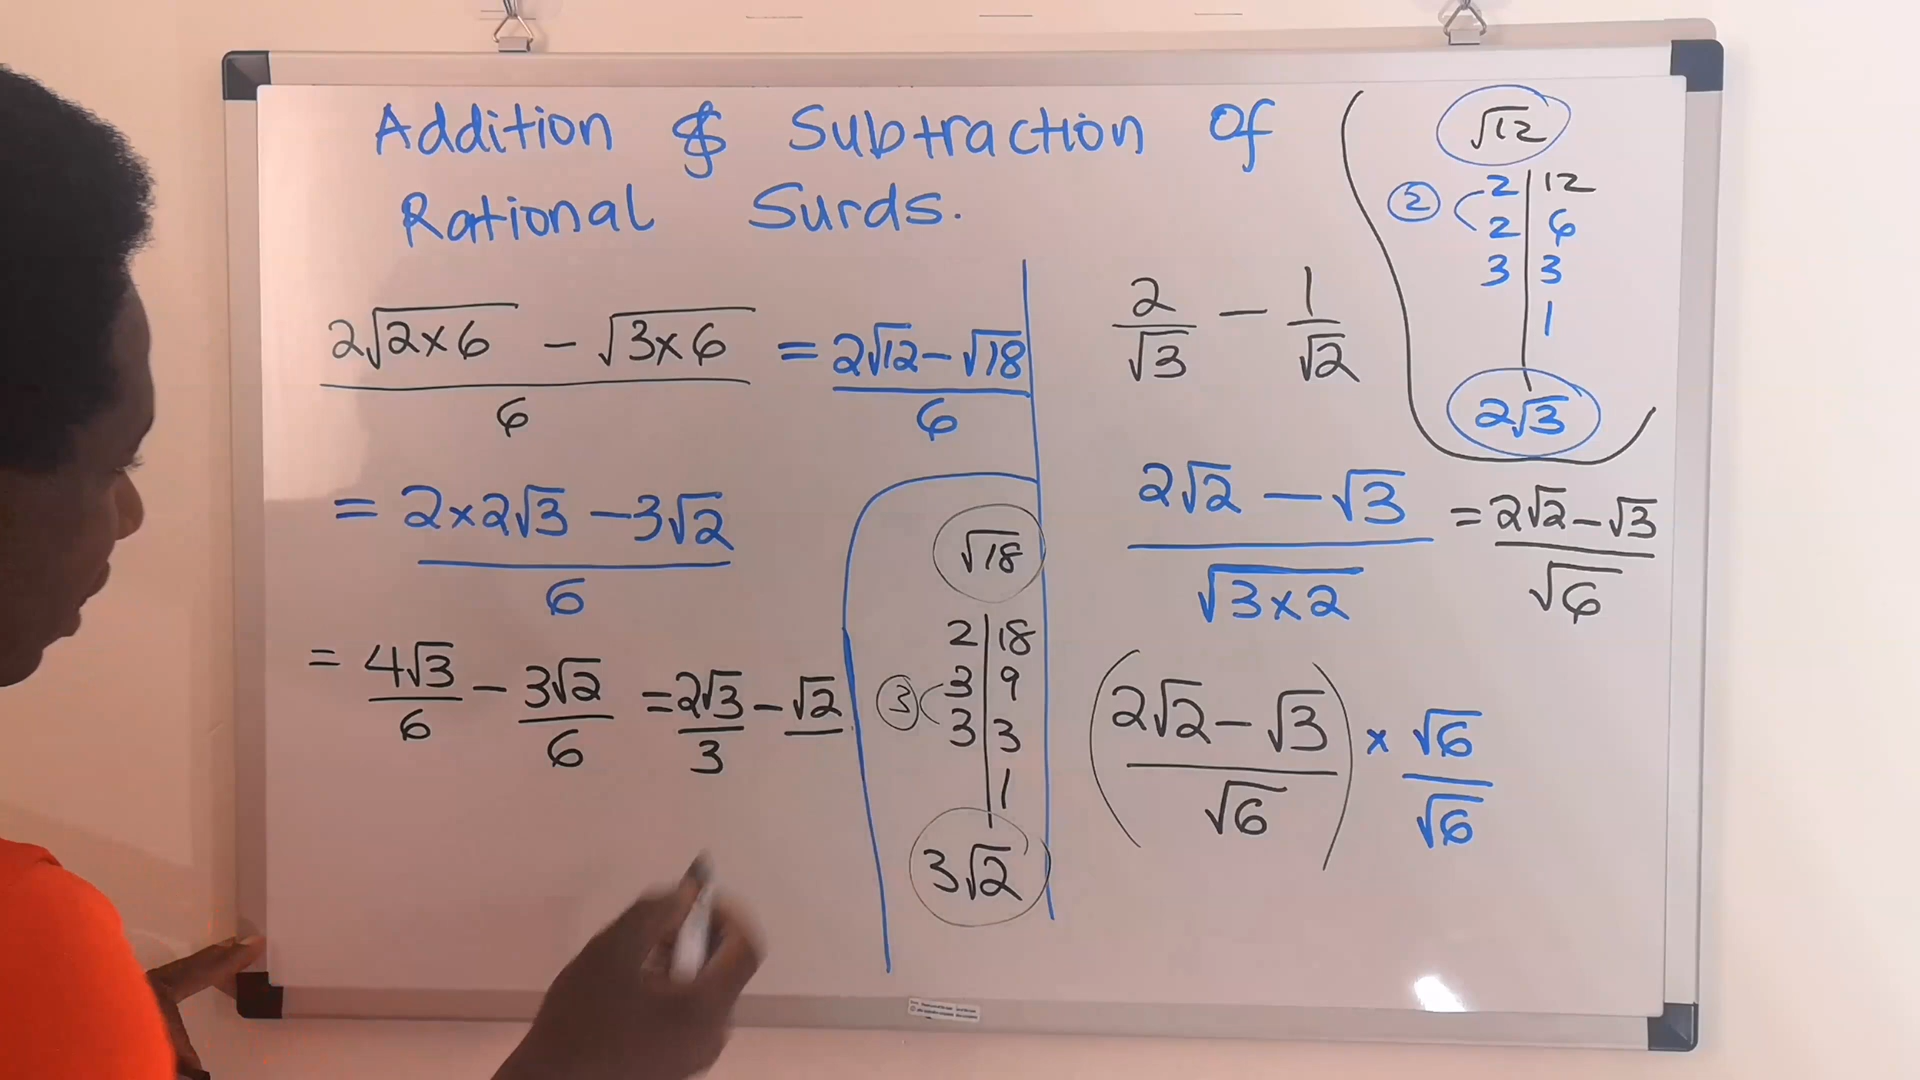 Addition & Subtraction Of
Rational Surds.
2√(2×6) − √(3×6) = 2√12 − √18
6 6
= 2×2√3 − 3√2
6
= 4√3 − 3√2 = 2√3 − √2
6 6 3
√18
2 | 18
3 | 9
3 | 3
1
3
3√2
2 − 1
√3 √2
2√2 − √3 = 2√2 − √3
√(3×2) √6
(2√2 − √3) × √6
√6 √6
√12
2 | 12
2 | 6
3 | 3
1
2
2√3